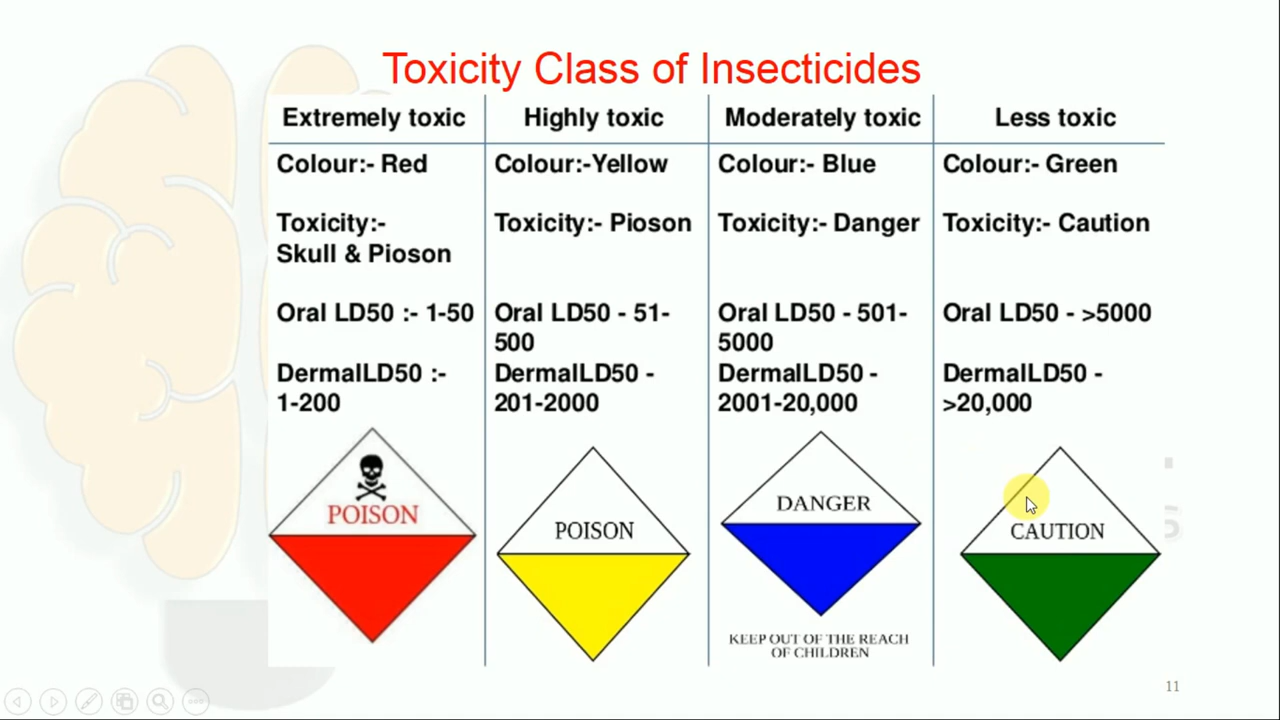 Toxicity Class of Insecticides
Extremely toxic
Highly toxic
Moderately toxic
Less toxic
Colour:- Red
Colour:-Yellow
Colour:- Blue
Colour:- Green
Toxicity:-
Skull & Pioson
Toxicity:- Pioson
Toxicity:- Danger
Toxicity:- Caution
Oral LD50 :- 1-50
Oral LD50 - 51-
500
Oral LD50 - 501-
5000
Oral LD50 - >5000
DermalLD50 :-
1-200
DermalLD50 -
201-2000
DermalLD50 -
2001-20,000
DermalLD50 -
>20,000
POISON
POISON
DANGER
CAUTION
KEEP OUT OF THE REACH
OF CHILDREN
11